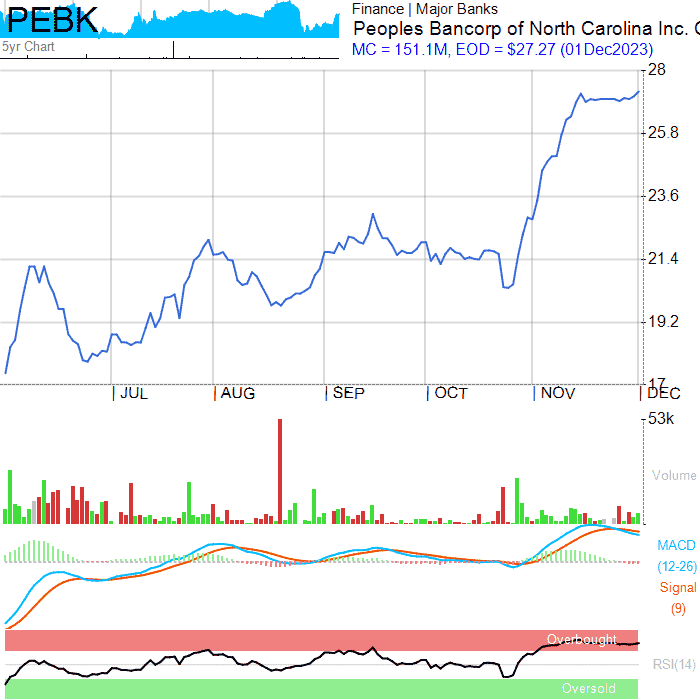 PEBK
5yr Chart
Finance | Major Banks
Peoples Bancorp of North Carolina Inc.
MC = 151.1M, EOD = $27.27 (01Dec2023)
28
25.8
23.6
21.4
19.2
17
JUL AUG SEP OCT NOV DEC
53k
Volume
MACD
(12-26)
Signal
(9)
Overbought
RSI(14)
Oversold